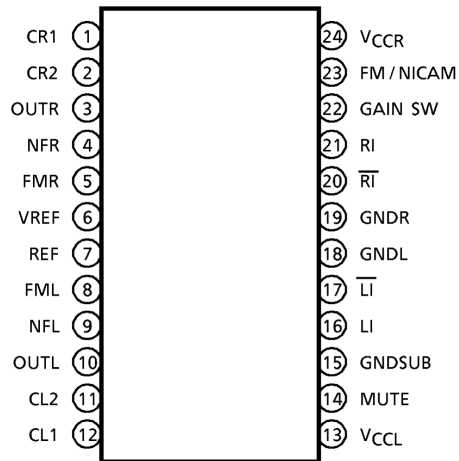 CR1 1 24 VCCR
CR2 2 23 FM / NICAM
OUTR 3 22 GAIN SW
NFR 4 21 RI
FMR 5 20 R̅I̅
VREF 6 19 GNDR
REF 7 18 GNDL
FML 8 17 L̅I̅
NFL 9 16 LI
OUTL 10 15 GNDSUB
CL2 11 14 MUTE
CL1 12 13 VCCL